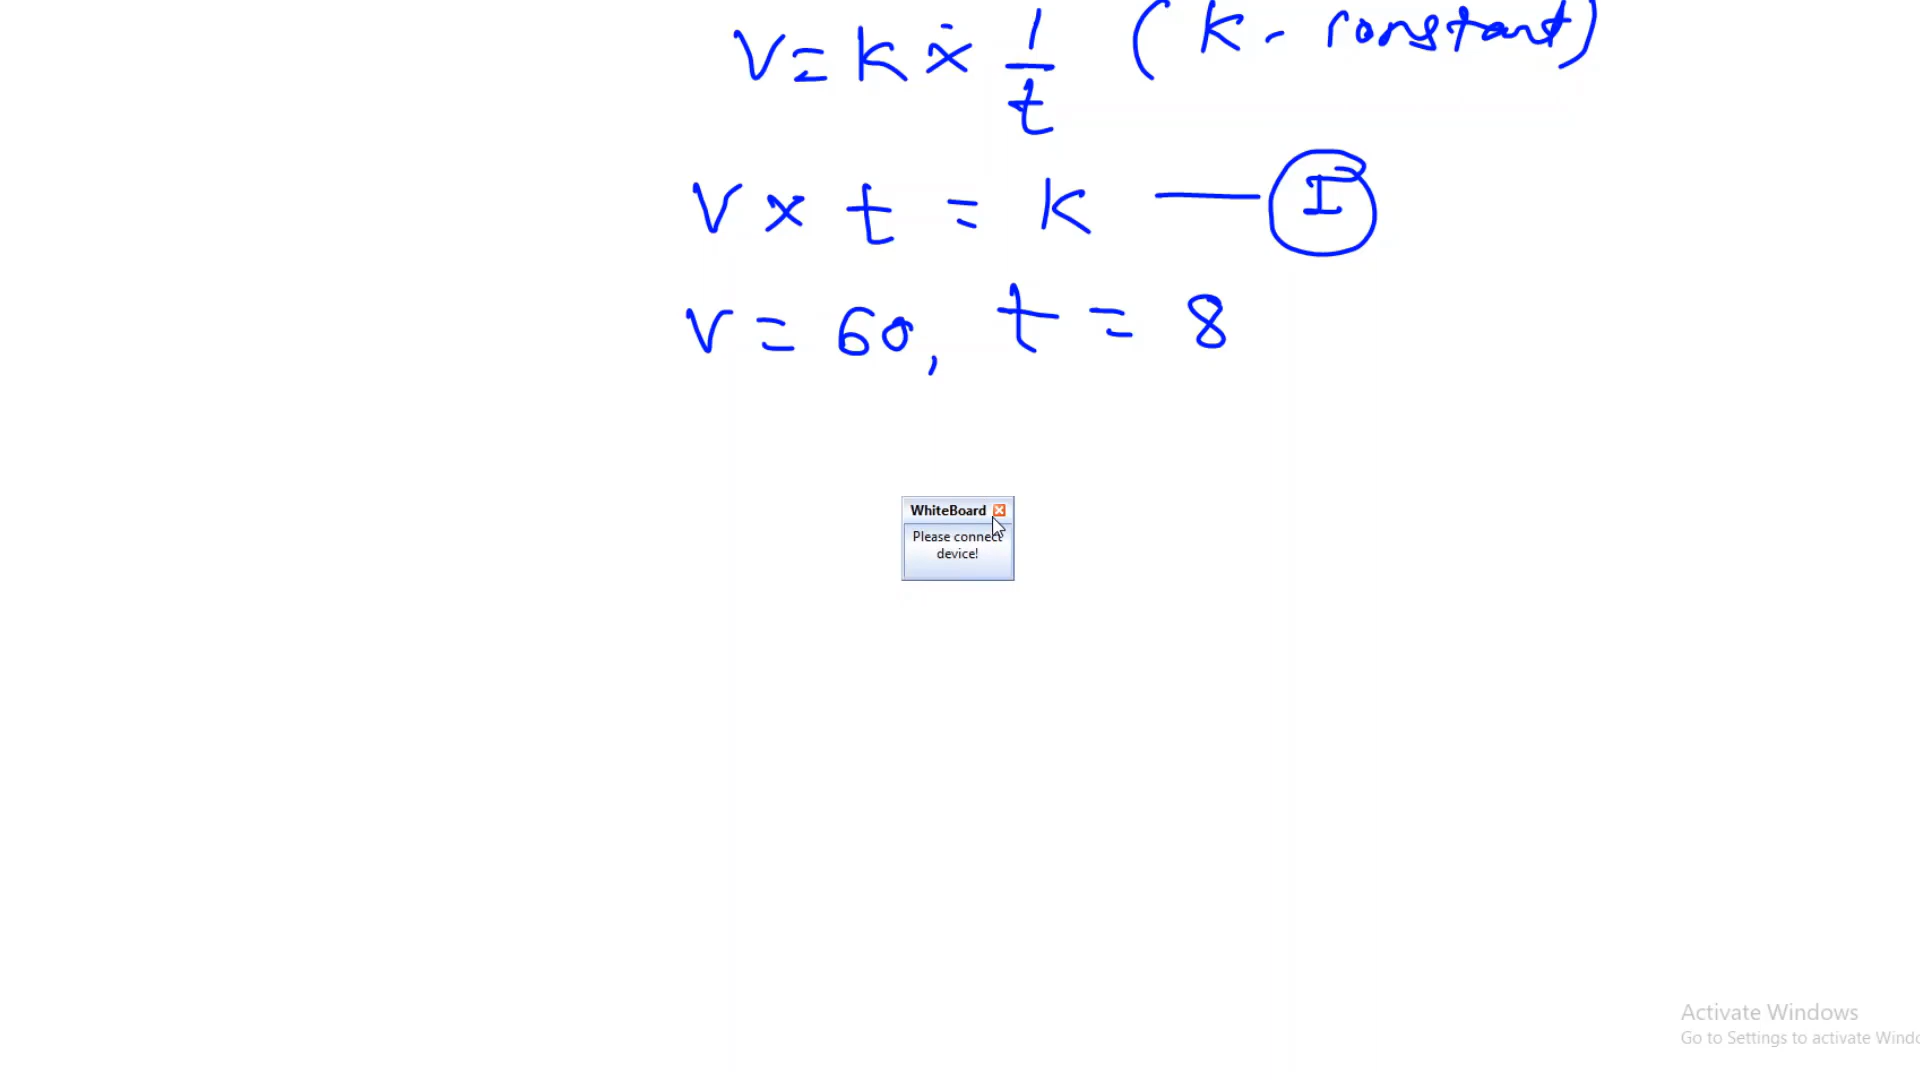 V = K × 1/t (K - constant)
V × t = K — I
V = 60, t = 8
WhiteBoard
Please connect
device!
Activate Windows
Go to Settings to activate Windo